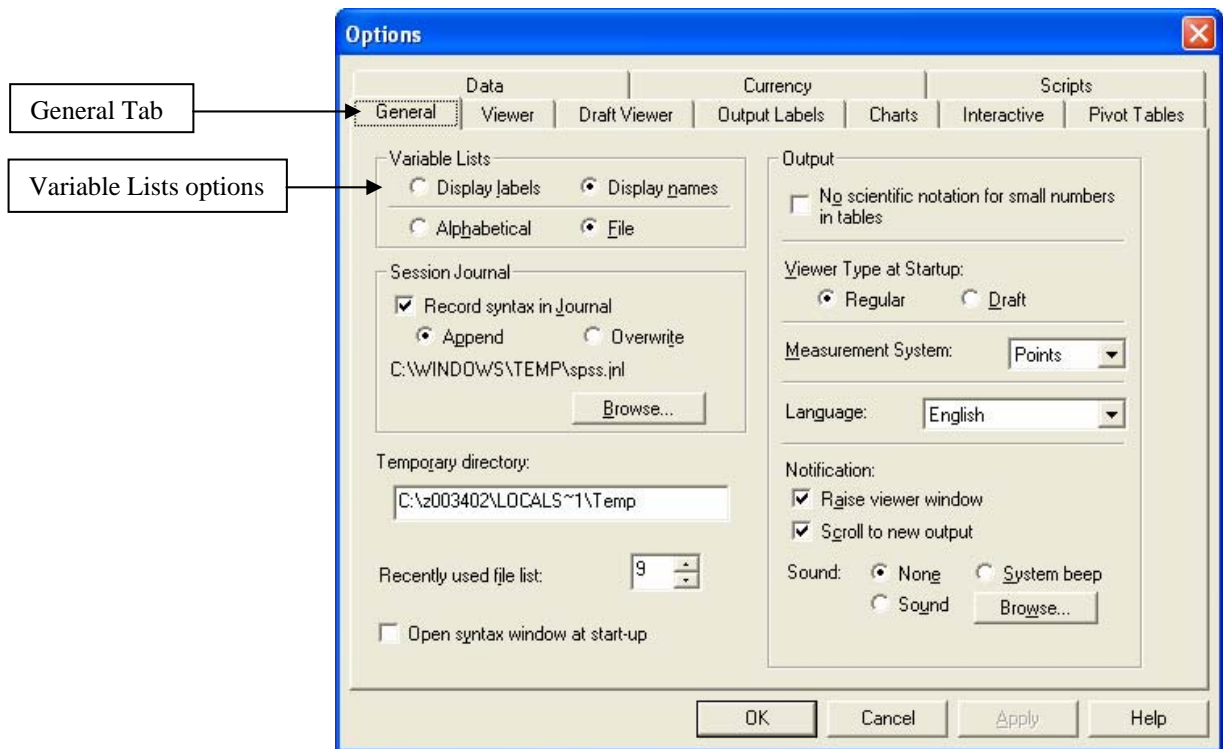 Options
Data Currency Scripts
General Tab
General Viewer Draft Viewer Output Labels Charts Interactive Pivot Tables
Variable Lists options
Variable Lists
Display labels Display names
Alphabetical File
Session Journal
Record syntax in Journal
Append Overwrite
C:\WINDOWS\TEMP\spss.jnl
Browse...
Temporary directory:
C:\z003402\LOCALS~1\Temp
Recently used file list: 9
Open syntax window at start-up
Output
No scientific notation for small numbers
in tables
Viewer Type at Startup:
Regular Draft
Measurement System: Points
Language: English
Notification:
Raise viewer window
Scroll to new output
Sound: None System beep
Sound Browse...
OK Cancel Apply Help